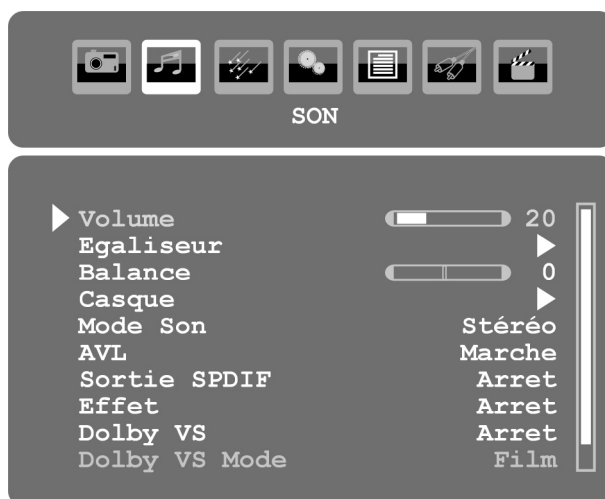 SON
Volume 20
Egaliseur
Balance 0
Casque
Mode Son Stéréo
AVL Marche
Sortie SPDIF Arret
Effet Arret
Dolby VS Arret
Dolby VS Mode Film